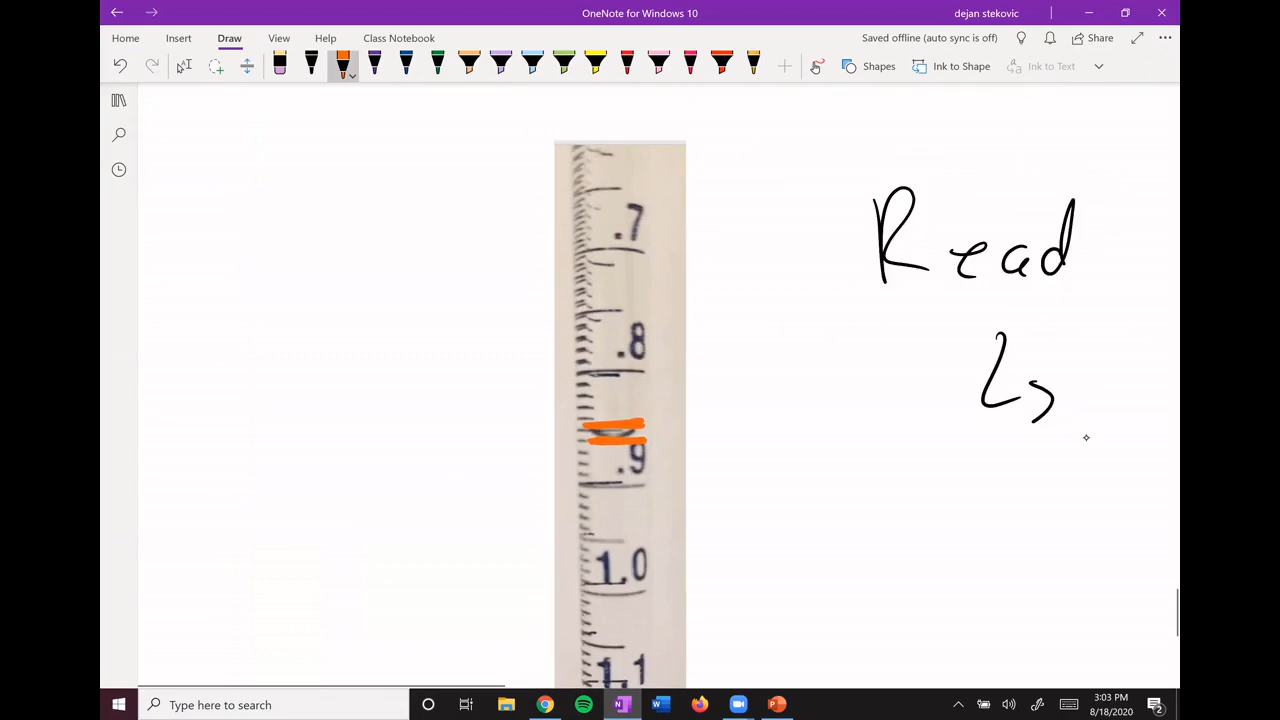 OneNote for Windows 10
dejan stekovic
Home Insert Draw View Help Class Notebook
Saved offline (auto sync is off)
Share
Shapes
Ink to Shape
Ink to Text
.7
.8
.9
1.0
1.1
Read
Type here to search
3:03 PM
8/18/2020
2